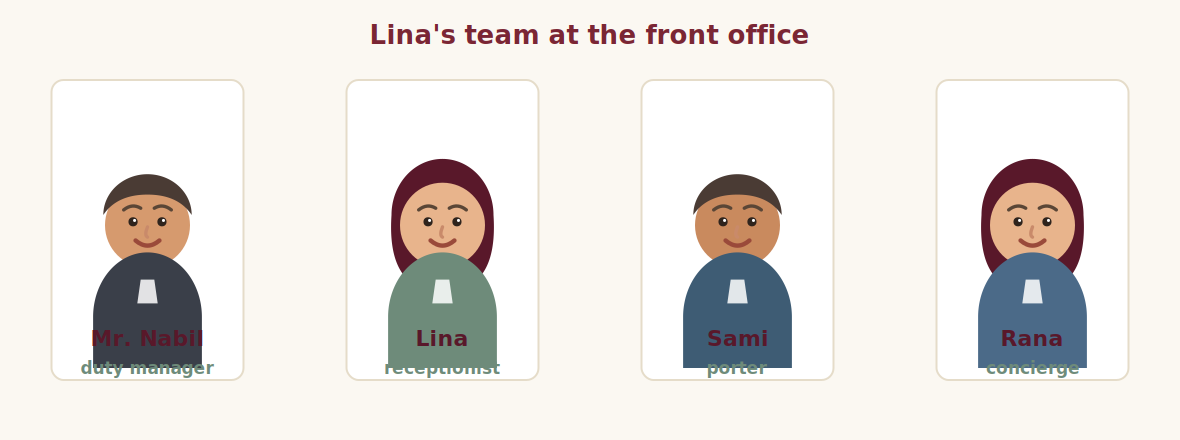 Lina's team at the front office
Mr. Nabil
duty manager
Lina
receptionist
Sami
porter
Rana
concierge